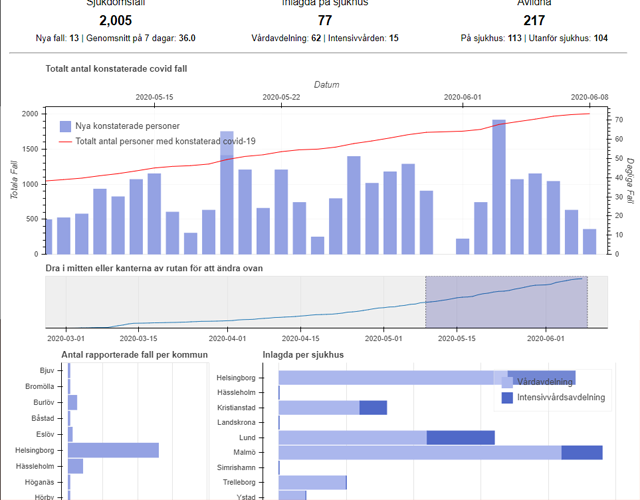 Sjukdomsfall Inlagda på sjukhus Avlidna
2,005 77 217
Nya fall: 13 | Genomsnitt på 7 dagar: 36.0 Vårdavdelning: 62 | Intensivvården: 15 På sjukhus: 113 | Utanför sjukhus: 104
Totalt antal konstaterade covid fall
Datum
2020-05-15 2020-05-22 2020-06-01 2020-06-08
Nya konstaterade personer
Totalt antal personer med konstaterad covid-19
Totala Fall
2000
1500
1000
500
0
Dagliga Fall
70
60
50
40
30
20
10
0
Dra i mitten eller kanterna av rutan för att ändra ovan
2020-03-01 2020-03-15 2020-04-01 2020-04-15 2020-05-01 2020-05-15 2020-06-01
Antal rapporterade fall per kommun
Bjuv
Bromölla
Burlöv
Båstad
Eslöv
Helsingborg
Hässleholm
Höganäs
Hörby
Inlagda per sjukhus
Vårdavdelning
Intensivvårdsavdelning
Helsingborg
Hässleholm
Kristianstad
Landskrona
Lund
Malmö
Simrishamn
Trelleborg
Ystad